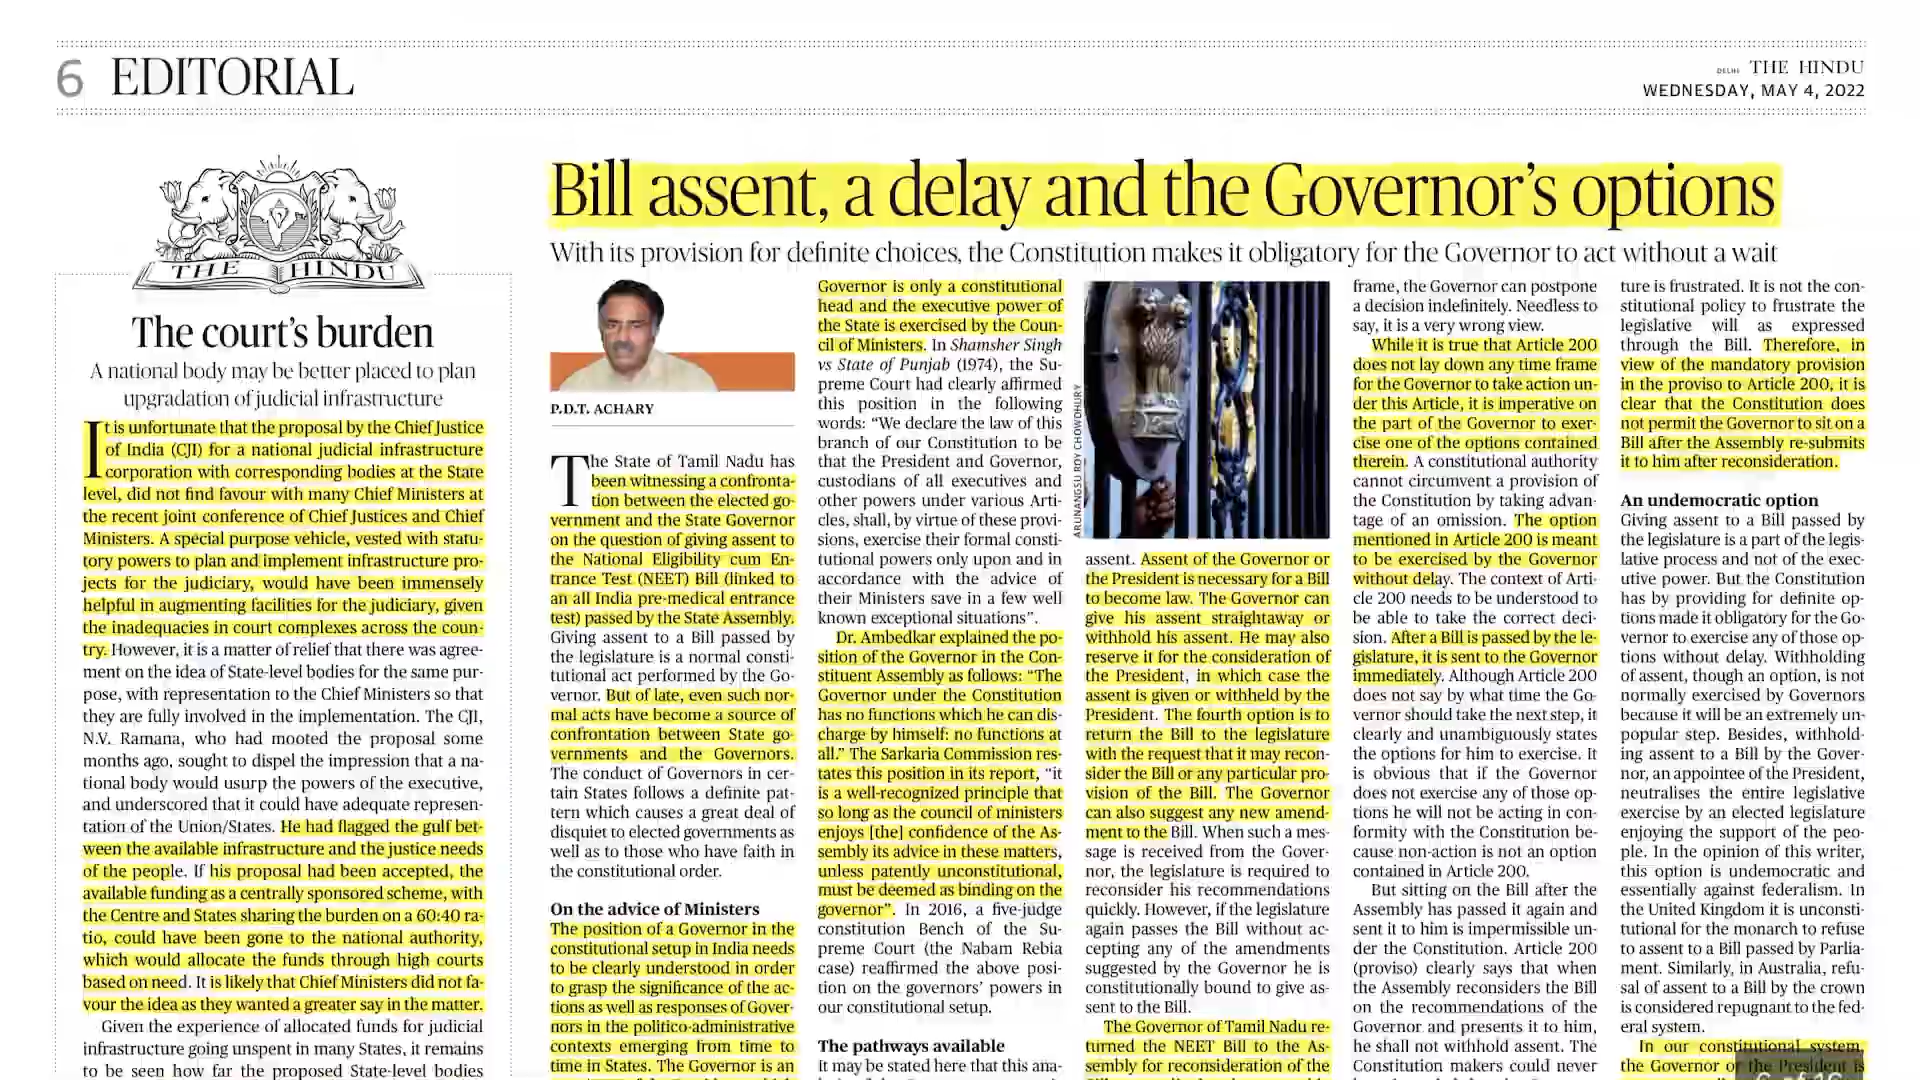 6 EDITORIAL
DELHI THE HINDU
WEDNESDAY, MAY 4, 2022
THE HINDU
The court’s burden
A national body may be better placed to plan
upgradation of judicial infrastructure
It is unfortunate that the proposal by the Chief Justice
of India (CJI) for a national judicial infrastructure
corporation with corresponding bodies at the State
level, did not find favour with many Chief Ministers at
the recent joint conference of Chief Justices and Chief
Ministers. A special purpose vehicle, vested with statu-
tory powers to plan and implement infrastructure pro-
jects for the judiciary, would have been immensely
helpful in augmenting facilities for the judiciary, given
the inadequacies in court complexes across the coun-
try. However, it is a matter of relief that there was agree-
ment on the idea of State-level bodies for the same pur-
pose, with representation to the Chief Ministers so that
they are fully involved in the implementation. The CJI,
N.V. Ramana, who had mooted the proposal some
months ago, sought to dispel the impression that a na-
tional body would usurp the powers of the executive,
and underscored that it could have adequate represen-
tation of the Union/States. He had flagged the gulf bet-
ween the available infrastructure and the justice needs
of the people. If his proposal had been accepted, the
available funding as a centrally sponsored scheme, with
the Centre and States sharing the burden on a 60:40 ra-
tio, could have been gone to the national authority,
which would allocate the funds through high courts
based on need. It is likely that Chief Ministers did not fa-
vour the idea as they wanted a greater say in the matter.
Given the experience of allocated funds for judicial
infrastructure going unspent in many States, it remains
to be seen how far the proposed State-level bodies
Bill assent, a delay and the Governor’s options
With its provision for definite choices, the Constitution makes it obligatory for the Governor to act without a wait
P.D.T. ACHARY
The State of Tamil Nadu has
been witnessing a confronta-
tion between the elected go-
vernment and the State Governor
on the question of giving assent to
the National Eligibility cum En-
trance Test (NEET) Bill (linked to
an all India pre-medical entrance
test) passed by the State Assembly.
Giving assent to a Bill passed by
the legislature is a normal consti-
tutional act performed by the Go-
vernor. But of late, even such nor-
mal acts have become a source of
confrontation between State go-
vernments and the Governors.
The conduct of Governors in cer-
tain States follows a definite pat-
tern which causes a great deal of
disquiet to elected governments as
well as to those who have faith in
the constitutional order.
On the advice of Ministers
The position of a Governor in the
constitutional setup in India needs
to be clearly understood in order
to grasp the significance of the ac-
tions as well as responses of Gover-
nors in the politico-administrative
contexts emerging from time to
time in States. The Governor is an
Governor is only a constitutional
head and the executive power of
the State is exercised by the Coun-
cil of Ministers. In Shamsher Singh
vs State of Punjab (1974), the Su-
preme Court had clearly affirmed
this position in the following
words: “We declare the law of this
branch of our Constitution to be
that the President and Governor,
custodians of all executives and
other powers under various Arti-
cles, shall, by virtue of these provi-
sions, exercise their formal consti-
tutional powers only upon and in
accordance with the advice of
their Ministers save in a few well
known exceptional situations”.
Dr. Ambedkar explained the po-
sition of the Governor in the Con-
stituent Assembly as follows: “The
Governor under the Constitution
has no functions which he can dis-
charge by himself: no functions at
all.” The Sarkaria Commission res-
tates this position in its report, “it
is a well-recognized principle that
so long as the council of ministers
enjoys [the] confidence of the As-
sembly its advice in these matters,
unless patently unconstitutional,
must be deemed as binding on the
governor”. In 2016, a five-judge
constitution Bench of the Su-
preme Court (the Nabam Rebia
case) reaffirmed the above posi-
tion on the governors’ powers in
our constitutional setup.
The pathways available
It may be stated here that this ana-
ARUNANGSU ROY CHOWDHURY
assent. Assent of the Governor or
the President is necessary for a Bill
to become law. The Governor can
give his assent straightaway or
withhold his assent. He may also
reserve it for the consideration of
the President, in which case the
assent is given or withheld by the
President. The fourth option is to
return the Bill to the legislature
with the request that it may recon-
sider the Bill or any particular pro-
vision of the Bill. The Governor
can also suggest any new amend-
ment to the Bill. When such a mes-
sage is received from the Gover-
nor, the legislature is required to
reconsider his recommendations
quickly. However, if the legislature
again passes the Bill without ac-
cepting any of the amendments
suggested by the Governor he is
constitutionally bound to give as-
sent to the Bill.
The Governor of Tamil Nadu re-
turned the NEET Bill to the As-
sembly for reconsideration of the
frame, the Governor can postpone
a decision indefinitely. Needless to
say, it is a very wrong view.
While it is true that Article 200
does not lay down any time frame
for the Governor to take action un-
der this Article, it is imperative on
the part of the Governor to exer-
cise one of the options contained
therein. A constitutional authority
cannot circumvent a provision of
the Constitution by taking advan-
tage of an omission. The option
mentioned in Article 200 is meant
to be exercised by the Governor
without delay. The context of Arti-
cle 200 needs to be understood to
be able to take the correct deci-
sion. After a Bill is passed by the le-
gislature, it is sent to the Governor
immediately. Although Article 200
does not say by what time the Go-
vernor should take the next step, it
clearly and unambiguously states
the options for him to exercise. It
is obvious that if the Governor
does not exercise any of those op-
tions he will not be acting in con-
formity with the Constitution be-
cause non-action is not an option
contained in Article 200.
But sitting on the Bill after the
Assembly has passed it again and
sent it to him is impermissible un-
der the Constitution. Article 200
(proviso) clearly says that when
the Assembly reconsiders the Bill
on the recommendations of the
Governor and presents it to him,
he shall not withhold assent. The
Constitution makers could never
ture is frustrated. It is not the con-
stitutional policy to frustrate the
legislative will as expressed
through the Bill. Therefore, in
view of the mandatory provision
in the proviso to Article 200, it is
clear that the Constitution does
not permit the Governor to sit on a
Bill after the Assembly re-submits
it to him after reconsideration.
An undemocratic option
Giving assent to a Bill passed by
the legislature is a part of the legis-
lative process and not of the exec-
utive power. But the Constitution
has by providing for definite op-
tions made it obligatory for the Go-
vernor to exercise any of those op-
tions without delay. Withholding
of assent, though an option, is not
normally exercised by Governors
because it will be an extremely un-
popular step. Besides, withhold-
ing assent to a Bill by the Gover-
nor, an appointee of the President,
neutralises the entire legislative
exercise by an elected legislature
enjoying the support of the peo-
ple. In the opinion of this writer,
this option is undemocratic and
essentially against federalism. In
the United Kingdom it is unconsti-
tutional for the monarch to refuse
to assent to a Bill passed by Parlia-
ment. Similarly, in Australia, refu-
sal of assent to a Bill by the crown
is considered repugnant to the fed-
eral system.
In our constitutional system,
the Governor or the President is